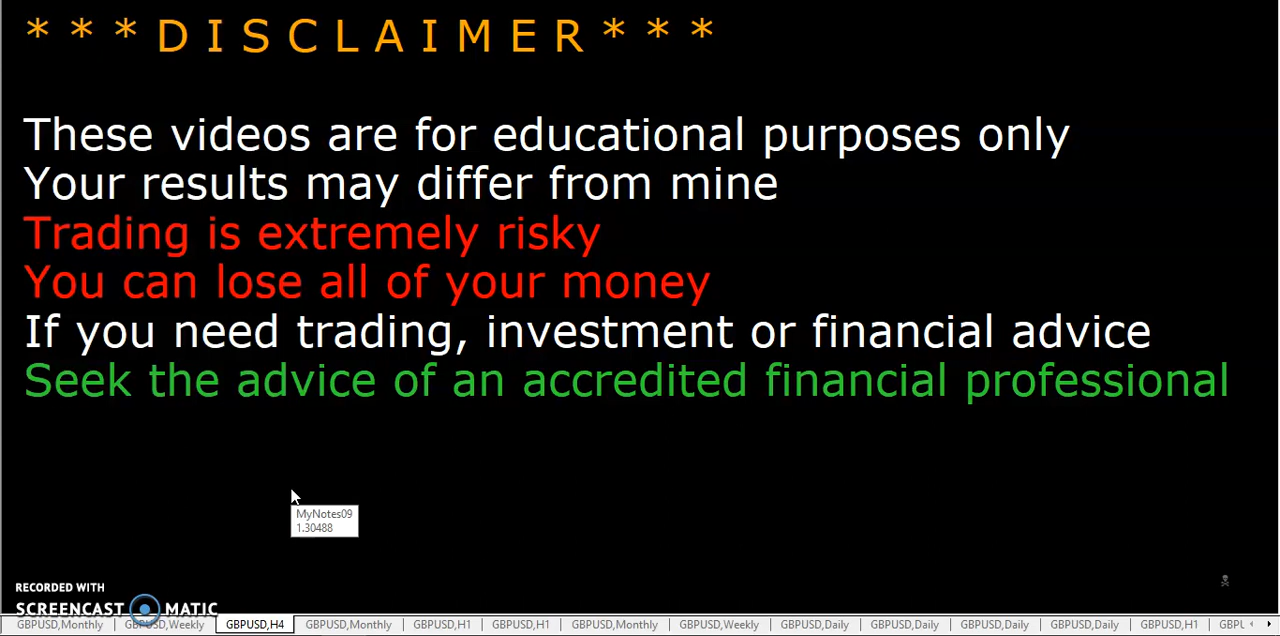 * * * D I S C L A I M E R * * *
These videos are for educational purposes only
Your results may differ from mine
Trading is extremely risky
You can lose all of your money
If you need trading, investment or financial advice
Seek the advice of an accredited financial professional
MyNotes09
1.30488
RECORDED WITH
SCREENCAST MATIC
GBPUSD,Monthly GBPUSD,Weekly GBPUSD,H4 GBPUSD,Monthly GBPUSD,H1 GBPUSD,H1 GBPUSD,Monthly GBPUSD,Weekly GBPUSD,Daily GBPUSD,Daily GBPUSD,Daily GBPUSD,Daily GBPUSD,H1